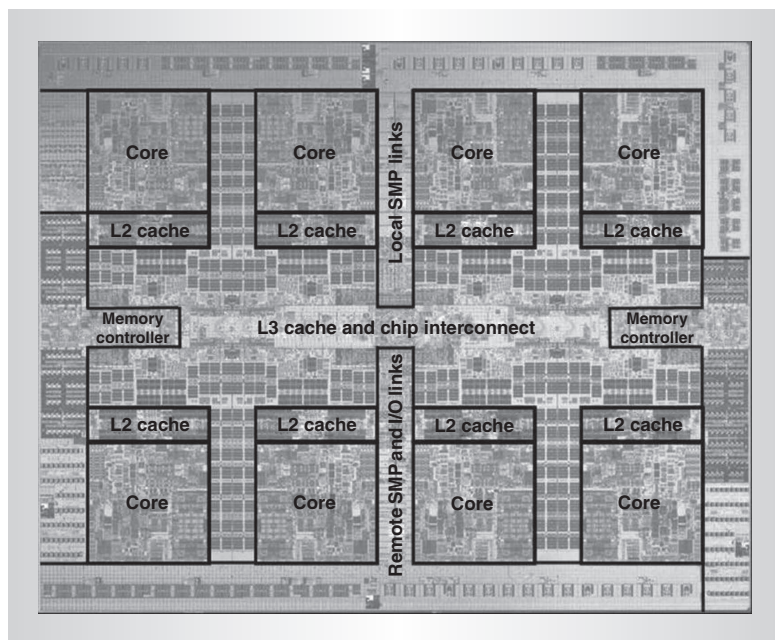 Core
Core
Core
Core
L2 cache
L2 cache
L2 cache
L2 cache
Local SMP links
Memory
controller
L3 cache and chip interconnect
Memory
controller
Remote SMP and I/O links
L2 cache
L2 cache
L2 cache
L2 cache
Core
Core
Core
Core